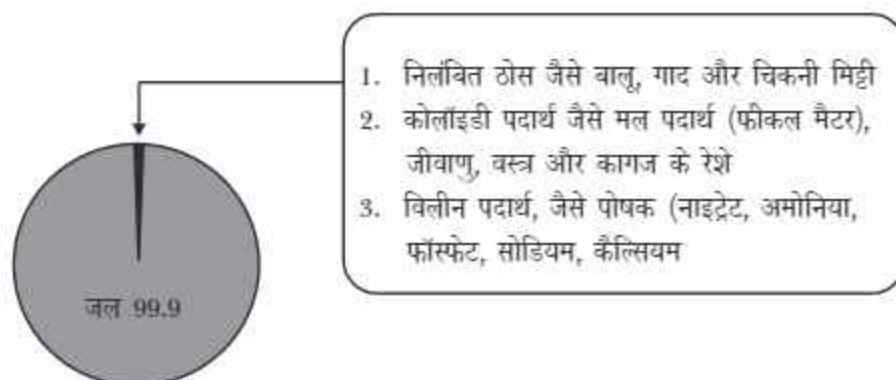 1. निलंबित ठोस जैसे बालू, गाद और चिकनी मिट्टी
2. कोलॉइडी पदार्थ जैसे मल पदार्थ (फीकल मैटर),
जीवाणु, वस्त्र और कागज के रेशे
3. विलीन पदार्थ, जैसे पोषक (नाइट्रेट, अमोनिया,
फॉस्फेट, सोडियम, कैल्सियम
जल 99.9